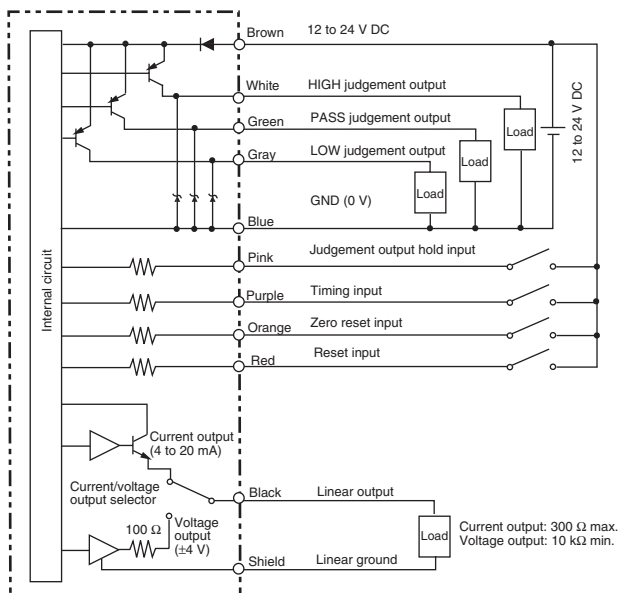 Brown 12 to 24 V DC
White HIGH judgement output
Green PASS judgement output
Gray LOW judgement output
Load
Load
Load
12 to 24 V DC
GND (0 V)
Blue
Internal circuit
Pink Judgement output hold input
Purple Timing input
Orange Zero reset input
Red Reset input
Current output
(4 to 20 mA)
Current/voltage
output selector
Black Linear output
100 Ω
Voltage
output
(±4 V)
Load
Current output: 300 Ω max.
Voltage output: 10 kΩ min.
Shield Linear ground